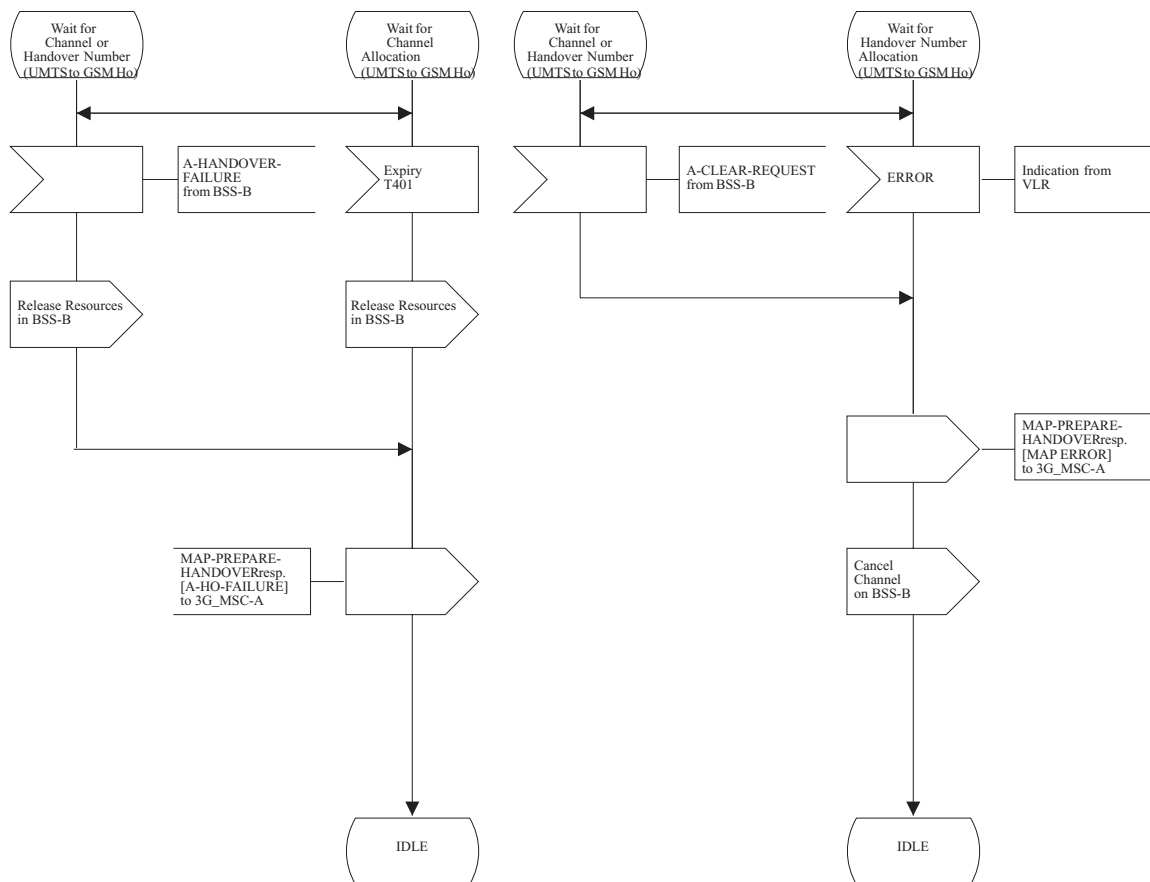 Wait for
Channel or
Handover Number
(UMTS to GSM Ho)
Wait for
Channel
Allocation
(UMTS to GSM Ho)
Wait for
Channel or
Handover Number
(UMTS to GSM Ho)
Wait for
Handover Number
Allocation
(UMTS to GSM Ho)
A-HANDOVER-
FAILURE
from BSS-B
Expiry
T401
A-CLEAR-REQUEST
from BSS-B
ERROR
Indication from
VLR
Release Resources
in BSS-B
Release Resources
in BSS-B
MAP-PREPARE-
HANDOVERresp.
[MAP ERROR]
to 3G_MSC-A
MAP-PREPARE-
HANDOVERresp.
[A-HO-FAILURE]
to 3G_MSC-A
Cancel
Channel
on BSS-B
IDLE
IDLE